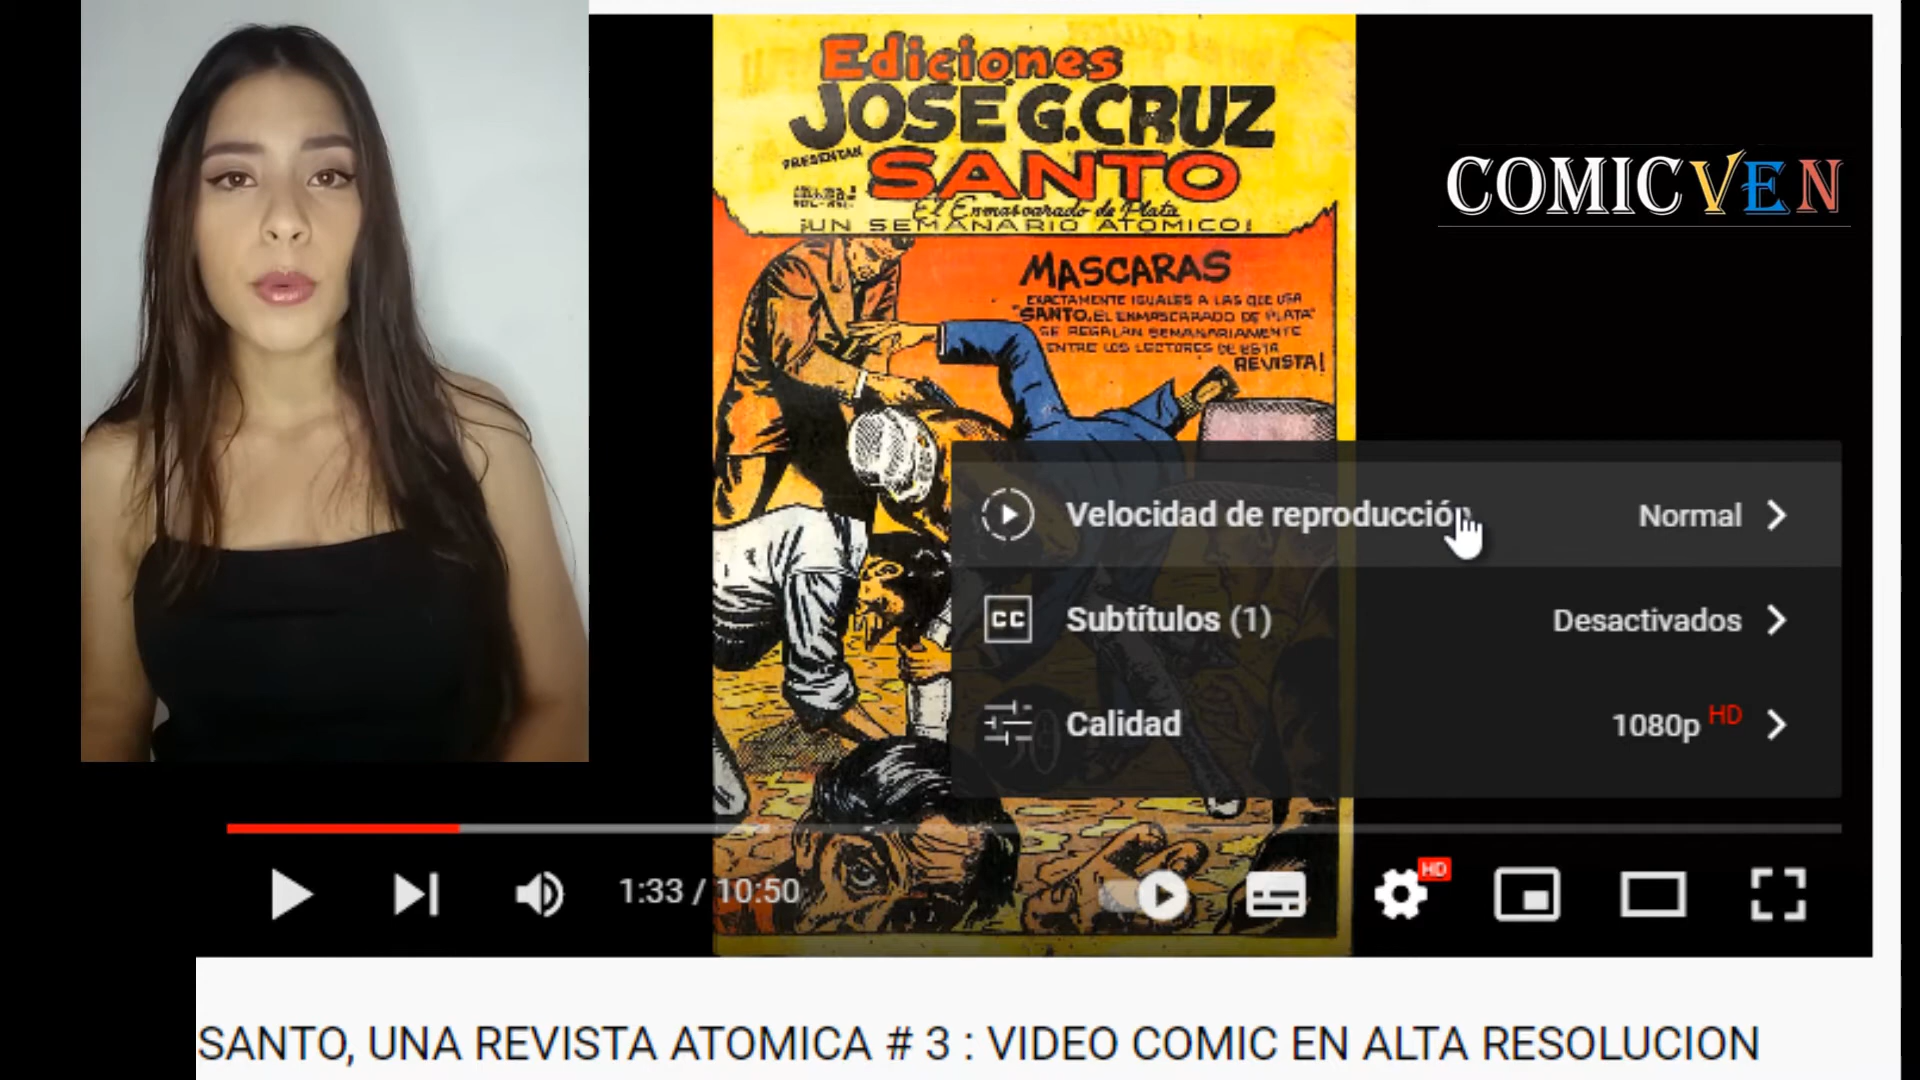 Ediciones
JOSE G. CRUZ
PRESENTAN
SANTO
El Enmascarado de Plata
¡UN SEMANARIO ATOMICO!
MASCARAS
EXACTAMENTE IGUALES A LAS QUE USA
"SANTO, EL ENMASCARADO DE PLATA"
SE REGALAN SEMANARIAMENTE
ENTRE LOS LECTORES DE ESTA
REVISTA!
COMICVEN
Velocidad de reproducción
Normal
CC
Subtítulos (1)
Desactivados
Calidad
1080p HD
1:33 / 10:50
HD
SANTO, UNA REVISTA ATOMICA # 3 : VIDEO COMIC EN ALTA RESOLUCION